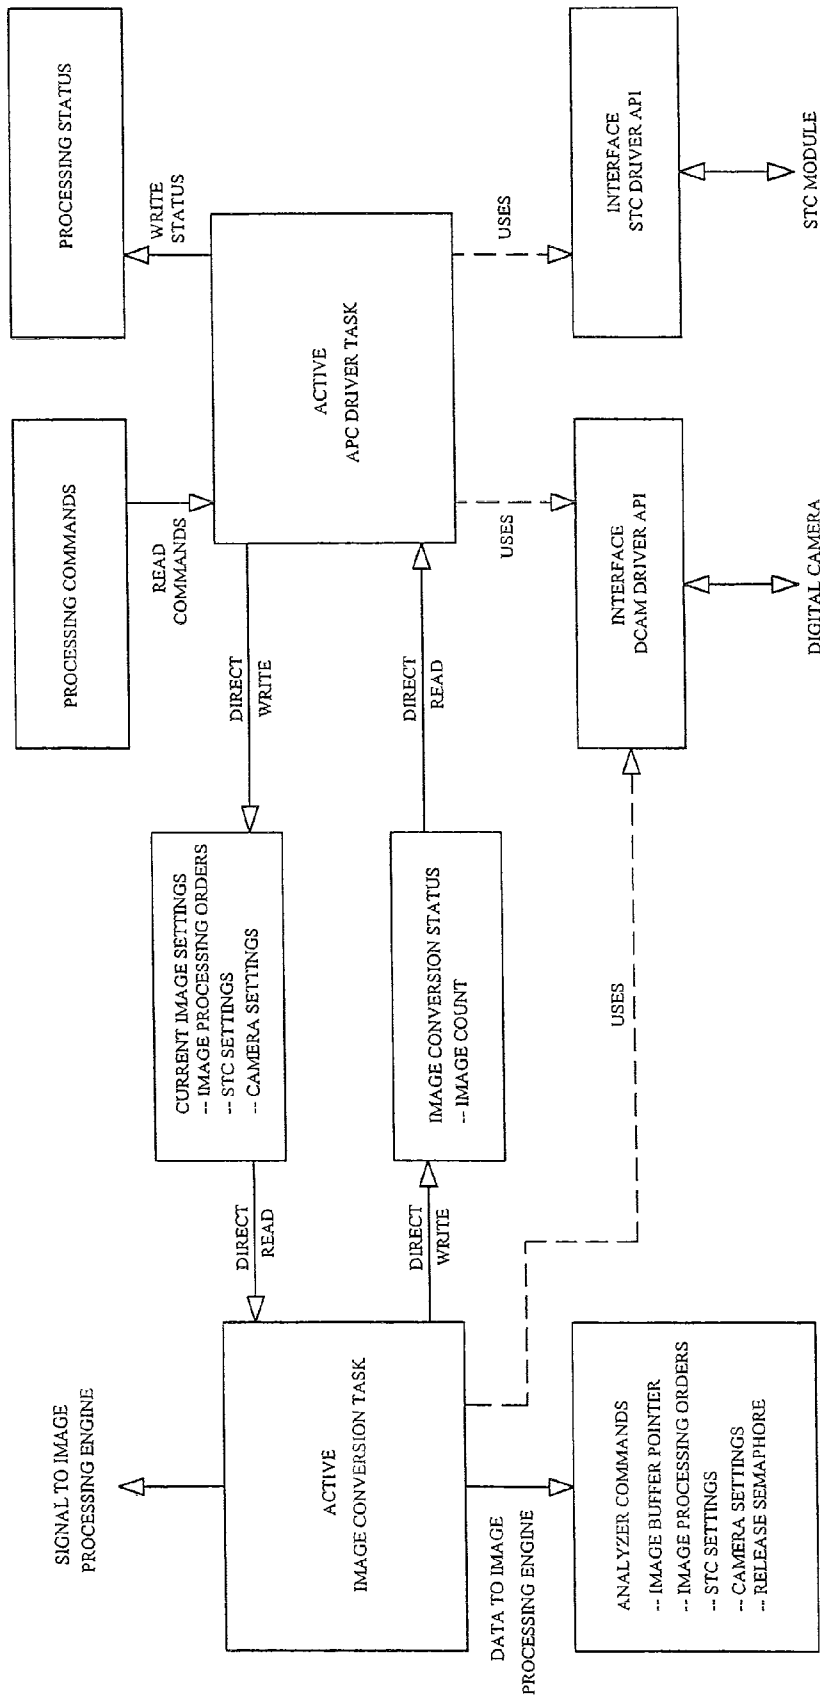 SIGNAL TO IMAGE
PROCESSING ENGINE
ACTIVE
IMAGE CONVERSION TASK
DATA TO IMAGE
PROCESSING ENGINE
ANALYZER COMMANDS
-- IMAGE BUFFER POINTER
-- IMAGE PROCESSING ORDERS
-- STC SETTINGS
-- CAMERA SETTINGS
-- RELEASE SEMAPHORE
DIRECT
READ
DIRECT
WRITE
CURRENT IMAGE SETTINGS
-- IMAGE PROCESSING ORDERS
-- STC SETTINGS
-- CAMERA SETTINGS
IMAGE CONVERSION STATUS
-- IMAGE COUNT
USES
DIRECT
WRITE
DIRECT
READ
PROCESSING COMMANDS
READ
COMMANDS
PROCESSING STATUS
WRITE
STATUS
ACTIVE
APC DRIVER TASK
USES
USES
INTERFACE
DCAM DRIVER API
INTERFACE
STC DRIVER API
DIGITAL CAMERA
STC MODULE